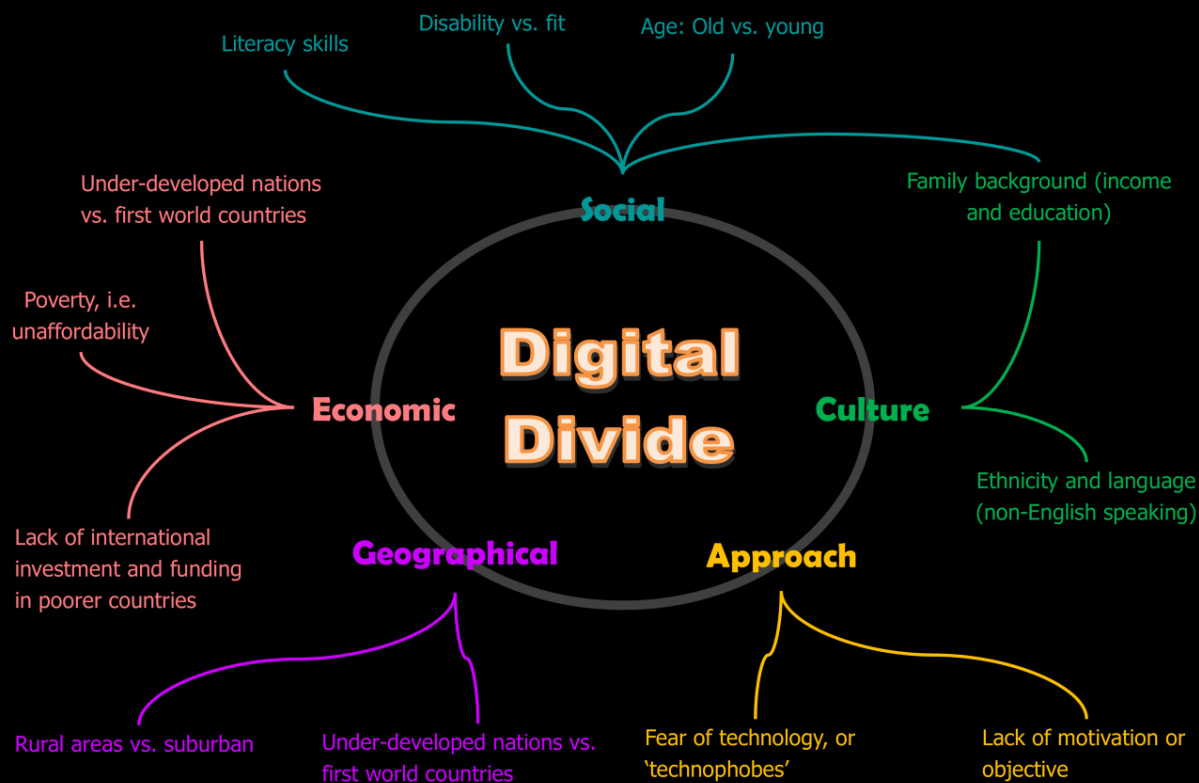 Disability vs. fit
Age: Old vs. young
Literacy skills
Under-developed nations
vs. first world countries
Family background (income
and education)
Social
Poverty, i.e.
unaffordability
Digital
Divide
Economic
Culture
Ethnicity and language
(non-English speaking)
Lack of international
investment and funding
in poorer countries
Geographical
Approach
Rural areas vs. suburban
Under-developed nations vs.
first world countries
Fear of technology, or
‘technophobes’
Lack of motivation or
objective